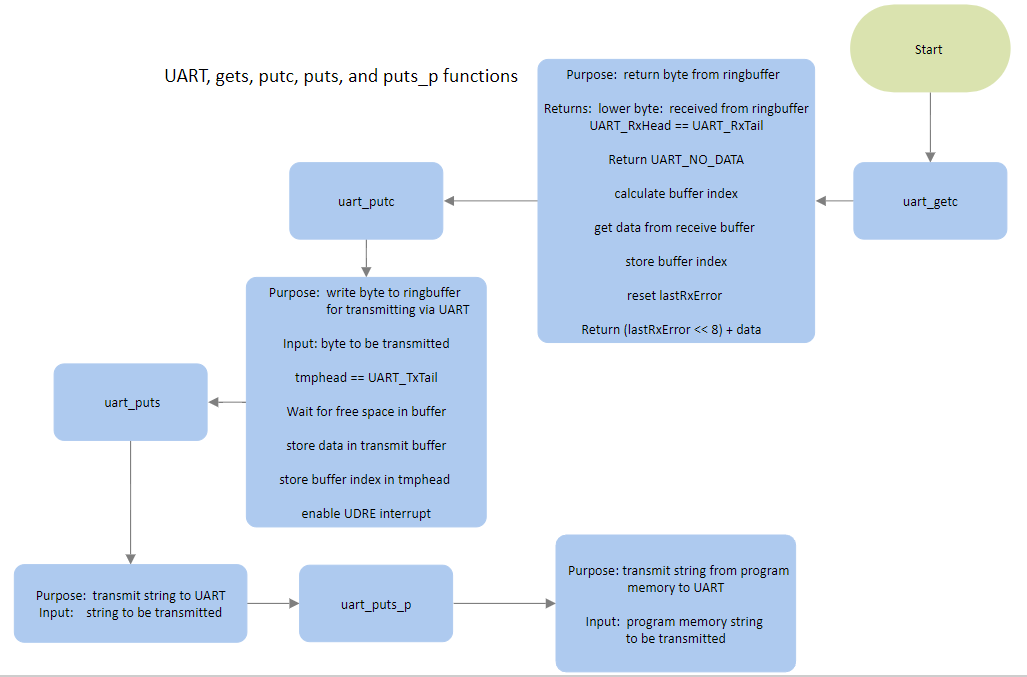 UART, gets, putc, puts, and puts_p functions
Start
uart_getc
Purpose: return byte from ringbuffer
Returns: lower byte: received from ringbuffer
UART_RxHead == UART_RxTail
Return UART_NO_DATA
calculate buffer index
get data from receive buffer
store buffer index
reset lastRxError
Return (lastRxError << 8) + data
uart_putc
Purpose: write byte to ringbuffer
for transmitting via UART
Input: byte to be transmitted
tmphead == UART_TxTail
Wait for free space in buffer
store data in transmit buffer
store buffer index in tmphead
enable UDRE interrupt
uart_puts
Purpose: transmit string to UART
Input: string to be transmitted
uart_puts_p
Purpose: transmit string from program
memory to UART
Input: program memory string
to be transmitted